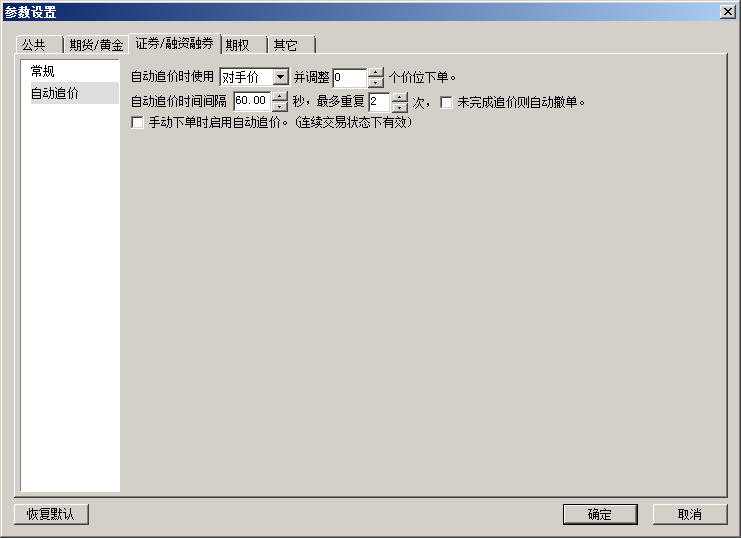 参数设置
公共 期货/黄金 证券/融资融券 期权 其它
常规
自动追价
自动追价时使用 对手价 并调整 0 个价位下单。
自动追价时间间隔 60.00 秒，最多重复 2 次， 未完成追价则自动撤单。
手动下单时启用自动追价。(连续交易状态下有效)
恢复默认 确定 取消